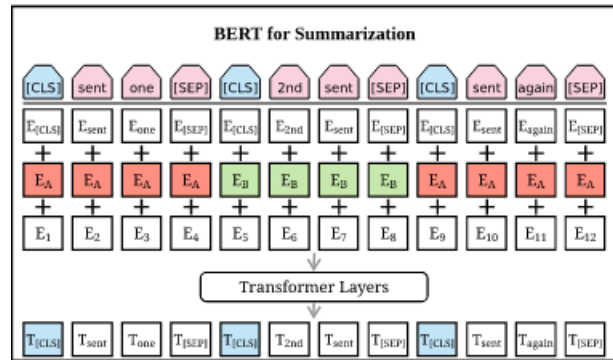 BERT for Summarization
[CLS] sent one [SEP] [CLS] 2nd sent [SEP] [CLS] sent again [SEP]
E[CLS] Esent Eone E[SEP] E[CLS] E2nd Esent E[SEP] E[CLS] Esent Eagain E[SEP]
+ + + + + + + + + + + +
EA EA EA EA EB EB EB EB EA EA EA EA
+ + + + + + + + + + + +
E1 E2 E3 E4 E5 E6 E7 E8 E9 E10 E11 E12
Transformer Layers
T[CLS] Tsent Tone T[SEP] T[CLS] T2nd Tsent T[SEP] T[CLS] Tsent Tagain T[SEP]